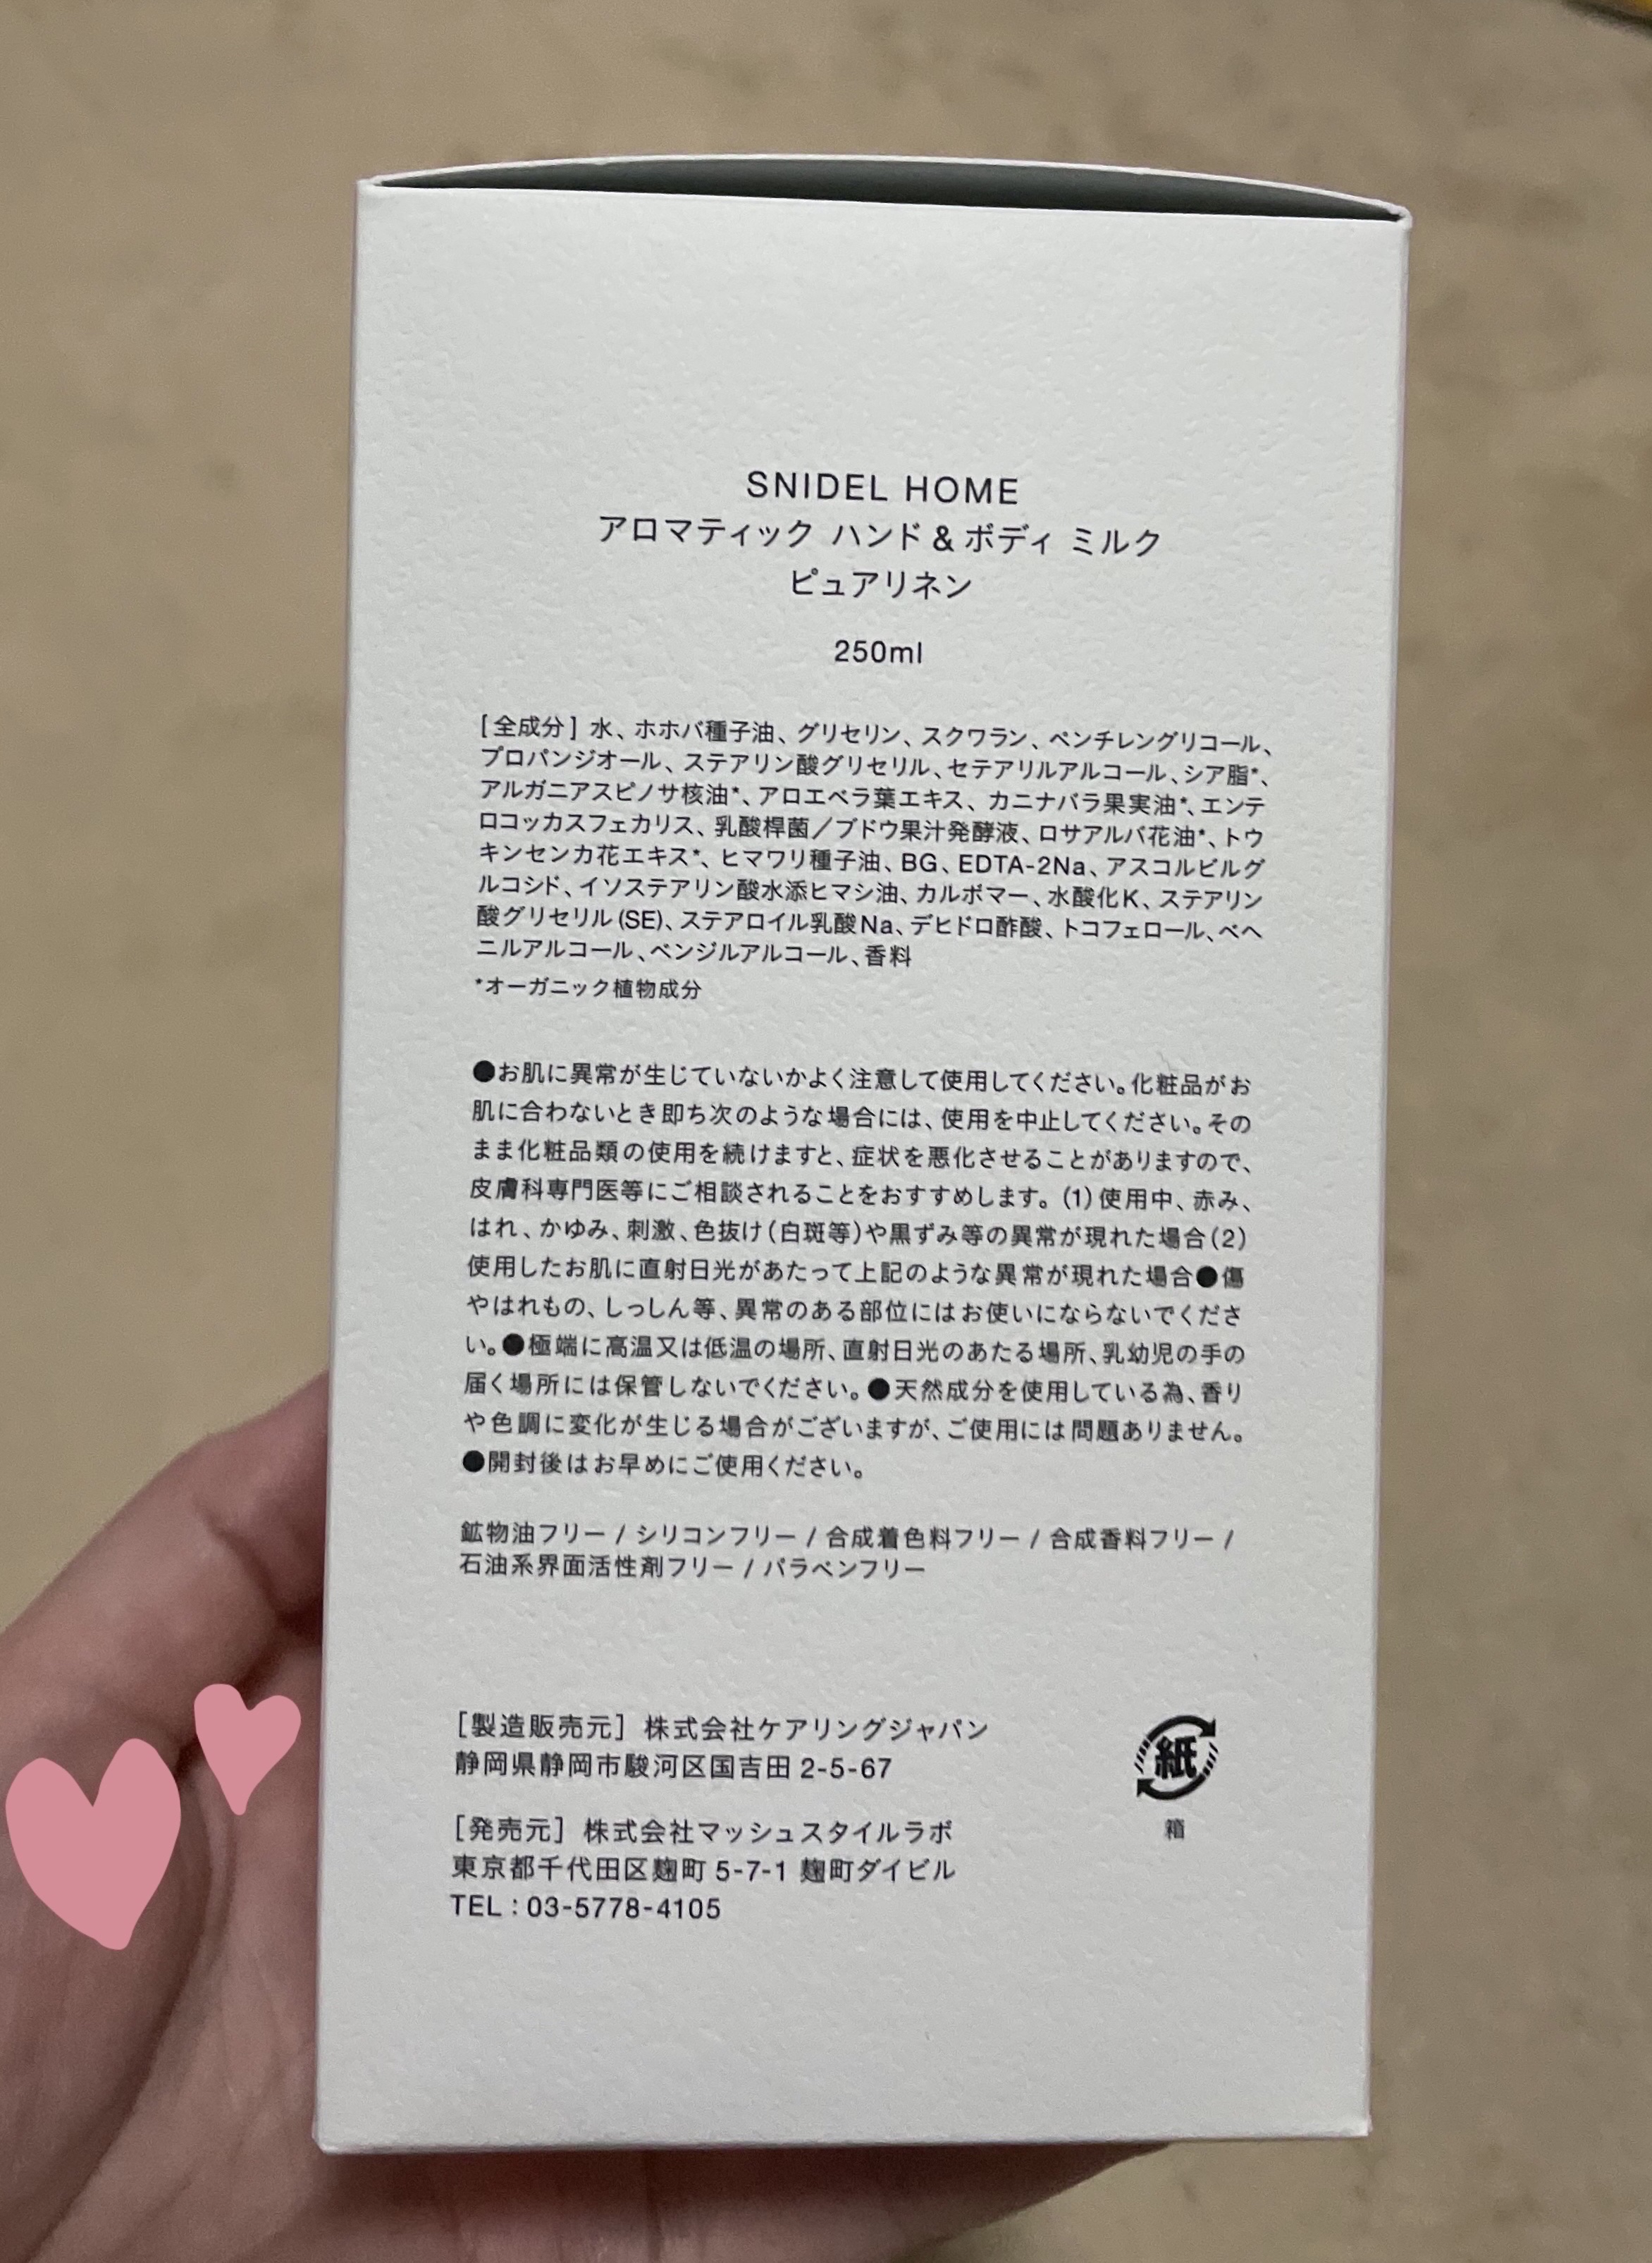 SNIDEL HOME
アロマティック ハンド & ボディ ミルク
ピュアリネン
250ml
[全成分] 水、ホホバ種子油、グリセリン、スクワラン、ペンチレングリコール、
プロパンジオール、ステアリン酸グリセリル、セテアリルアルコール、シア脂*、
アルガニアスピノサ核油*、アロエベラ葉エキス、カニナバラ果実油*、エンテ
ロコッカスフェカリス、乳酸桿菌／ブドウ果汁発酵液、ロサアルバ花油*、トウ
キンセンカ花エキス*、ヒマワリ種子油、BG、EDTA-2Na、アスコルビルグ
ルコシド、イソステアリン酸水添ヒマシ油、カルボマー、水酸化K、ステアリン
酸グリセリル(SE)、ステアロイル乳酸Na、デヒドロ酢酸、トコフェロール、ベヘ
ニルアルコール、ベンジルアルコール、香料
*オーガニック植物成分
●お肌に異常が生じていないかよく注意して使用してください。化粧品がお
肌に合わないとき即ち次のような場合には、使用を中止してください。その
まま化粧品類の使用を続けますと、症状を悪化させることがありますので、
皮膚科専門医等にご相談されることをおすすめします。(1)使用中、赤み、
はれ、かゆみ、刺激、色抜け(白斑等)や黒ずみ等の異常が現れた場合(2)
使用したお肌に直射日光があたって上記のような異常が現れた場合●傷
やはれもの、しっしん等、異常のある部位にはお使いにならないでくださ
い。●極端に高温又は低温の場所、直射日光のあたる場所、乳幼児の手の
届く場所には保管しないでください。●天然成分を使用している為、香り
や色調に変化が生じる場合がございますが、ご使用には問題ありません。
●開封後はお早めにご使用ください。
鉱物油フリー / シリコンフリー / 合成着色料フリー / 合成香料フリー /
石油系界面活性剤フリー / パラベンフリー
[製造販売元] 株式会社ケアリングジャパン
静岡県静岡市駿河区国吉田 2-5-67
[発売元] 株式会社マッシュスタイルラボ
東京都千代田区麹町 5-7-1 麹町ダイビル
TEL : 03-5778-4105
紙
箱